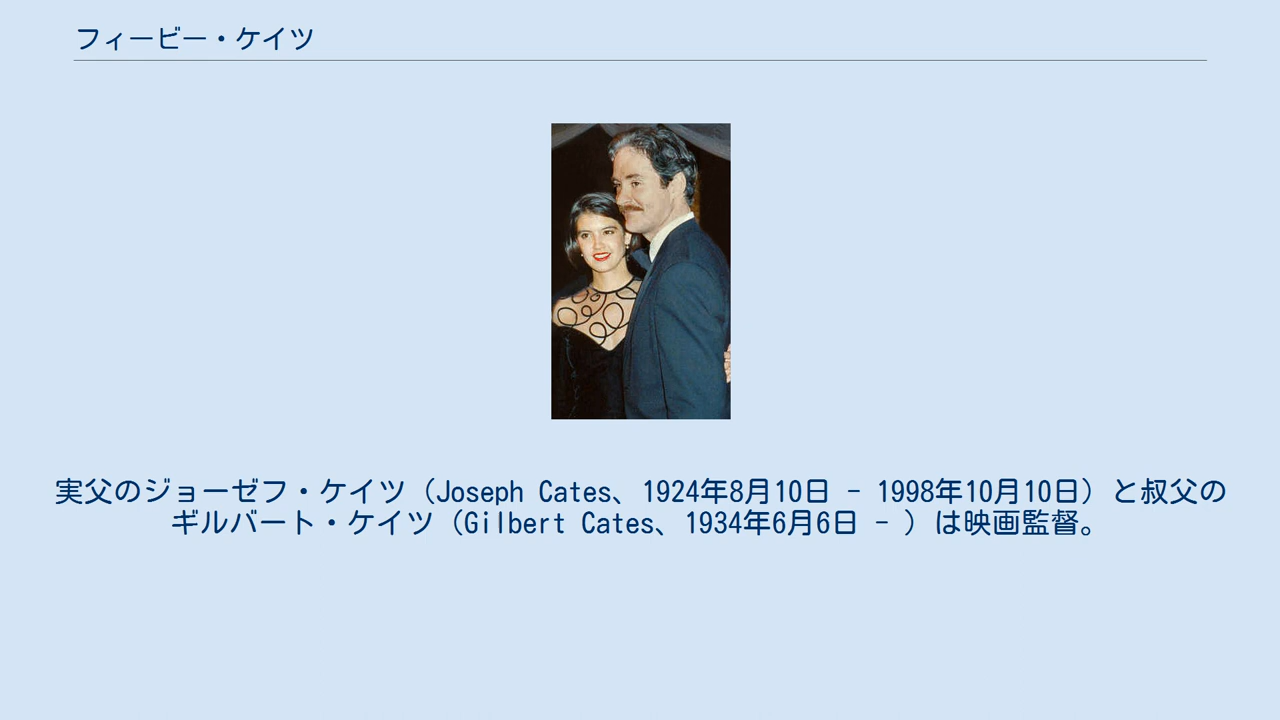 フィービー・ケイツ
実父のジョーゼフ・ケイツ（Joseph Cates、1924年8月10日 - 1998年10月10日）と叔父の
ギルバート・ケイツ（Gilbert Cates、1934年6月6日 - ）は映画監督。